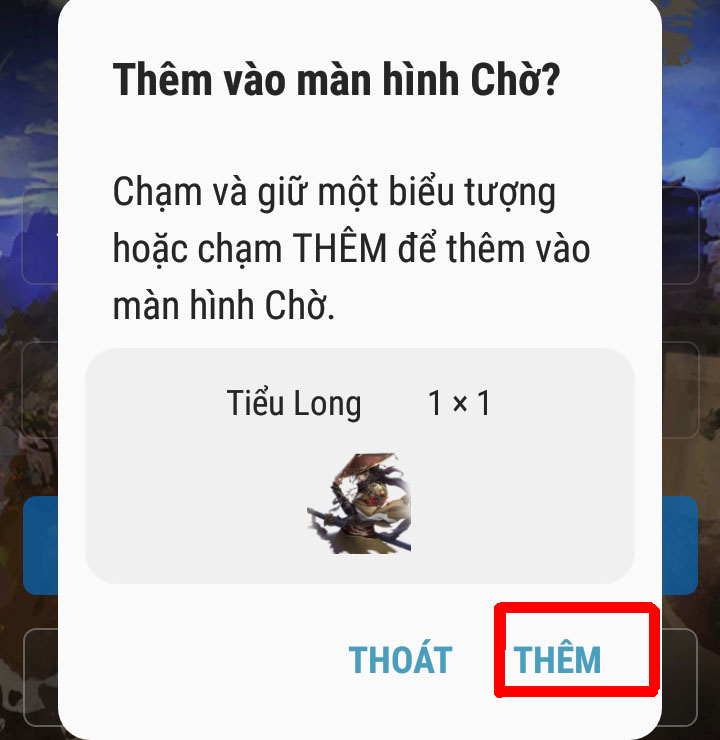 Thêm vào màn hình Chờ?
Chạm và giữ một biểu tượng
hoặc chạm THÊM để thêm vào
màn hình Chờ.
Tiểu Long 1 × 1
THOÁT THÊM